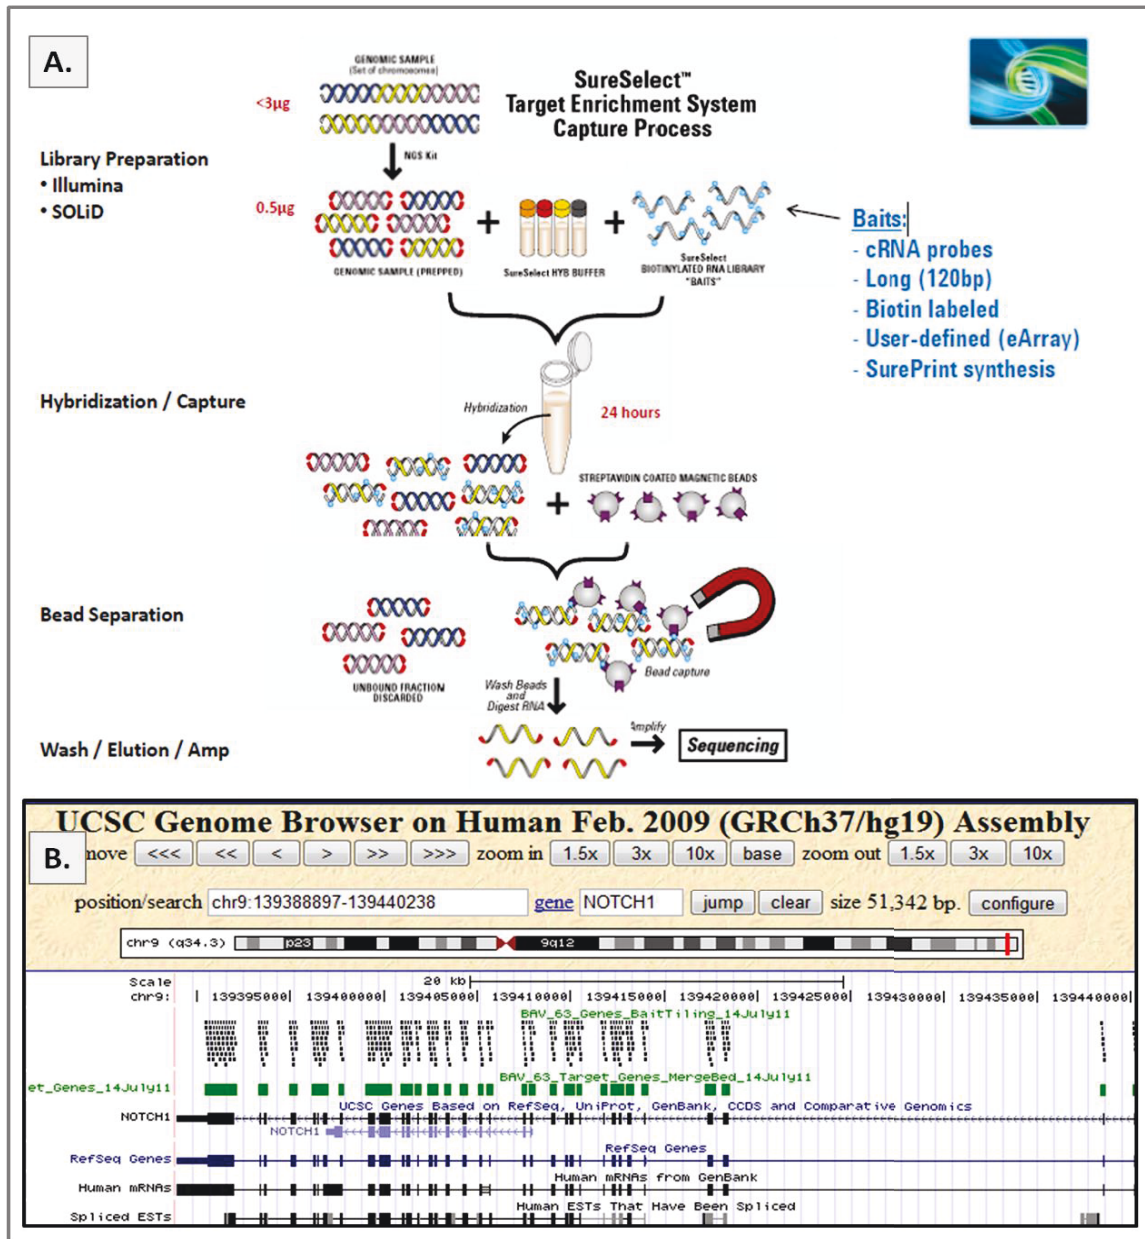 A.
GENOMIC SAMPLE
(Set of chromosomes)
SureSelect™
Target Enrichment System
Capture Process
<3µg
NGS Kit
Library Preparation
• Illumina
• SOLiD
0.5µg
GENOMIC SAMPLE (PREPPED)
SureSelect HYB BUFFER
SureSelect
BIOTINYLATED RNA LIBRARY
"BAITS"
Baits:
- cRNA probes
- Long (120bp)
- Biotin labeled
- User-defined (eArray)
- SurePrint synthesis
Hybridization / Capture
Hybridization
24 hours
STREPTAVIDIN COATED MAGNETIC BEADS
Bead Separation
UNBOUND FRACTION
DISCARDED
Bead capture
Wash Beads
and
Digest RNA
Amplify
Sequencing
Wash / Elution / Amp
B.
UCSC Genome Browser on Human Feb. 2009 (GRCh37/hg19) Assembly
move <<< << < > >> >>> zoom in 1.5x 3x 10x base zoom out 1.5x 3x 10x
position/search chr9:139388897-139440238 gene NOTCH1 jump clear size 51,342 bp. configure
chr9 (q34.3) p23 9q12
Scale 20 kb
chr9: 139395000 139400000 139405000 139410000 139415000 139420000 139425000 139430000 139435000 139440000
BAV_63_Genes_BaitTiling_14July11
et_Genes_14July11 BAV_63_Target_Genes_MergeBed_14July11
UCSC Genes Based on RefSeq, UniProt, GenBank, CCDS and Comparative Genomics
NOTCH1
NOTCH1
RefSeq Genes
RefSeq Genes
Human mRNAs from GenBank
Human mRNAs
Human ESTs That Have Been Spliced
Spliced ESTs